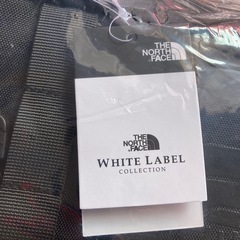 THE
NORTH
FACE
THE
NORTH
FACE
WHITE LABEL
COLLECTION